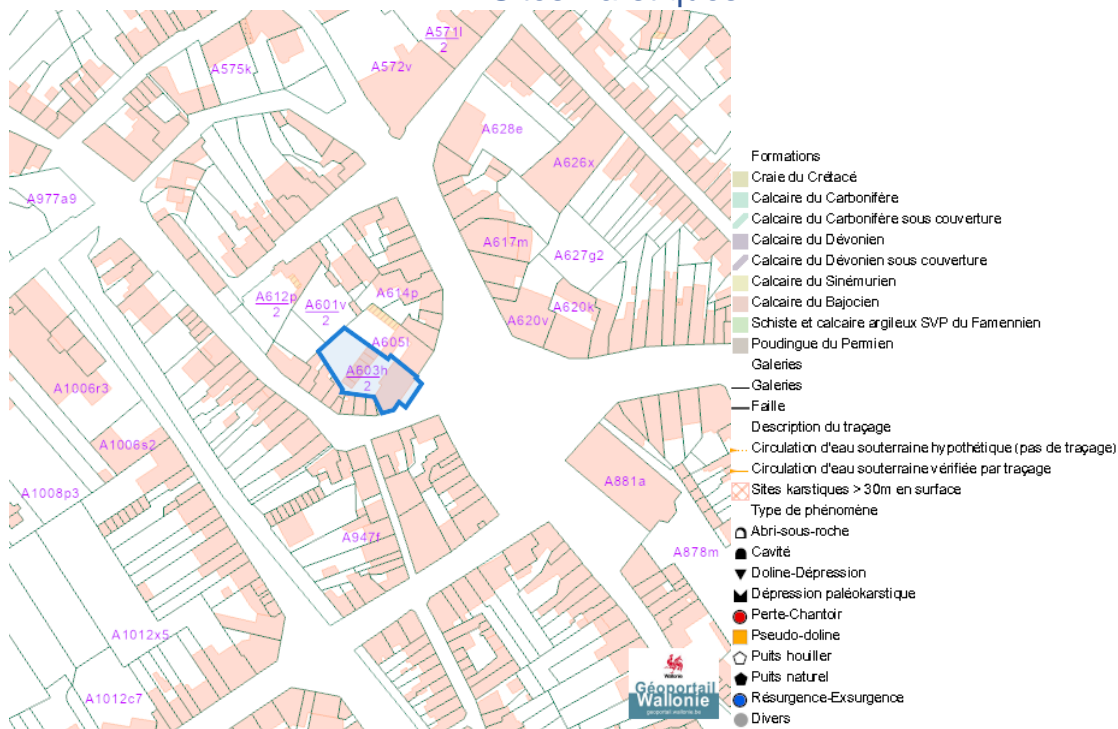 A571l
2
A572v
A575k
A628e
A626x
A977a9
A617m
A627g2
A612p
2
A601v
2
A614p
A620k
A620v
A605l
A603h
2
A1006r3
A1006s2
A1008p3
A881a
A947f
A878m
A1012x5
A1012c7
Wallonie
Géoportail
Wallonie
geoportail.wallonie.be
Formations
Craie du Crétacé
Calcaire du Carbonifère
Calcaire du Carbonifère sous couverture
Calcaire du Dévonien
Calcaire du Dévonien sous couverture
Calcaire du Sinémurien
Calcaire du Bajocien
Schiste et calcaire argileux SVP du Famennien
Poudingue du Permien
Galeries
Galeries
Faille
Description du traçage
Circulation d'eau souterraine hypothétique (pas de traçage)
Circulation d'eau souterraine vérifiée par traçage
Sites karstiques > 30m en surface
Type de phénomène
Abri-sous-roche
Cavité
Doline-Dépression
Dépression paléokarstique
Perte-Chantoir
Pseudo-doline
Puits houiller
Puits naturel
Résurgence-Exsurgence
Divers